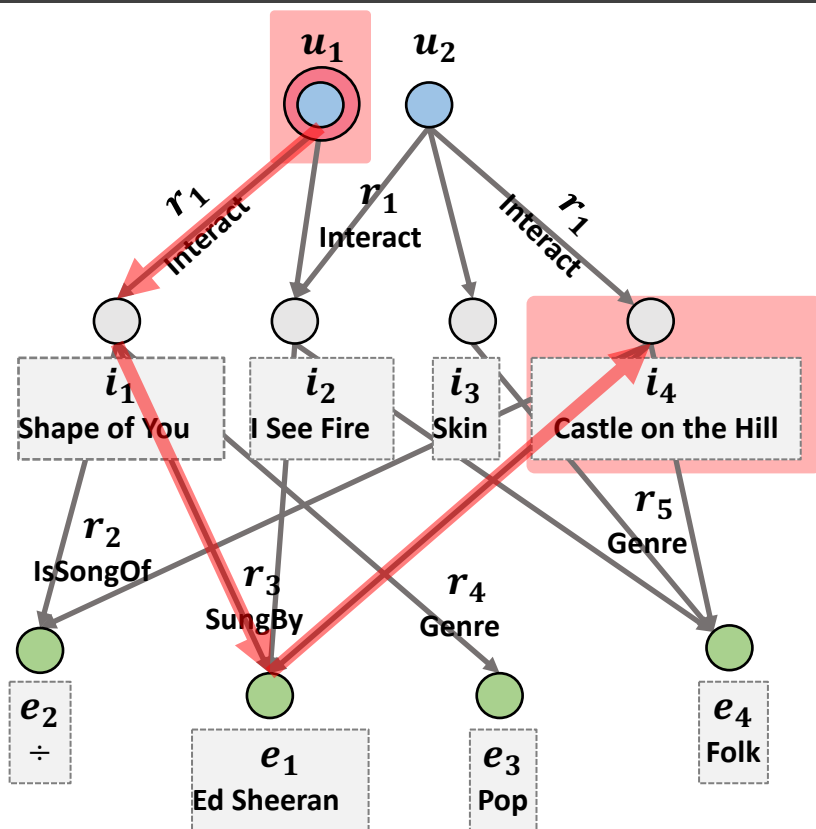 u₁
u₂
r₁
Interact
r₁
Interact
r₁
Interact
i₁
Shape of You
i₂
I See Fire
i₃
Skin
i₄
Castle on the Hill
r₂
IsSongOf
r₃
SungBy
r₄
Genre
r₅
Genre
e₂
÷
e₁
Ed Sheeran
e₃
Pop
e₄
Folk